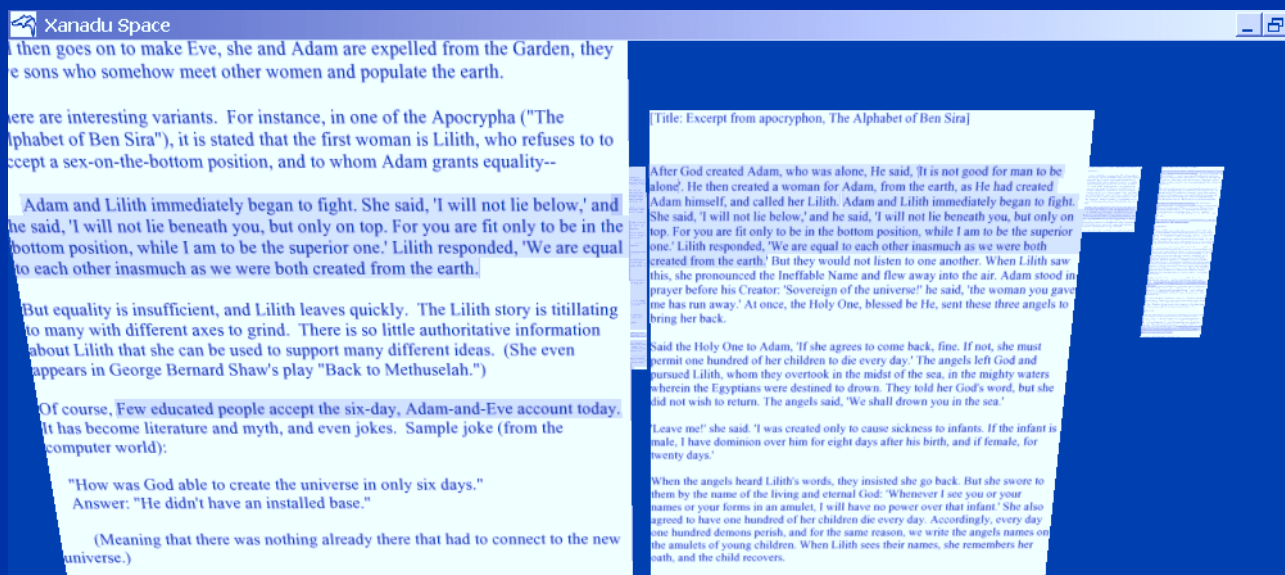 Xanadu Space
then goes on to make Eve, she and Adam are expelled from the Garden, they
e sons who somehow meet other women and populate the earth.
ere are interesting variants.  For instance, in one of the Apocrypha ("The
lphabet of Ben Sira"), it is stated that the first woman is Lilith, who refuses to to
ccept a sex-on-the-bottom position, and to whom Adam grants equality--
Adam and Lilith immediately began to fight. She said, 'I will not lie below,' and
he said, 'I will not lie beneath you, but only on top. For you are fit only to be in the
bottom position, while I am to be the superior one.' Lilith responded, 'We are equal
to each other inasmuch as we were both created from the earth.
But equality is insufficient, and Lilith leaves quickly.  The Lilith story is titillating
to many with different axes to grind.  There is so little authoritative information
about Lilith that she can be used to support many different ideas.  (She even
appears in George Bernard Shaw's play "Back to Methuselah.")
Of course, Few educated people accept the six-day, Adam-and-Eve account today.
It has become literature and myth, and even jokes.  Sample joke (from the
computer world):
"How was God able to create the universe in only six days."
Answer: "He didn't have an installed base."
(Meaning that there was nothing already there that had to connect to the new
universe.)
[Title: Excerpt from apocryphon, The Alphabet of Ben Sira]
After God created Adam, who was alone, He said, 'It is not good for man to be
alone'. He then created a woman for Adam, from the earth, as He had created
Adam himself, and called her Lilith. Adam and Lilith immediately began to fight.
She said, 'I will not lie below,' and he said, 'I will not lie beneath you, but only on
top. For you are fit only to be in the bottom position, while I am to be the superior
one.' Lilith responded, 'We are equal to each other inasmuch as we were both
created from the earth.' But they would not listen to one another. When Lilith saw
this, she pronounced the Ineffable Name and flew away into the air. Adam stood in
prayer before his Creator: 'Sovereign of the universe!' he said, 'the woman you gave
me has run away.' At once, the Holy One, blessed be He, sent these three angels to
bring her back.
Said the Holy One to Adam, 'If she agrees to come back, fine. If not, she must
permit one hundred of her children to die every day.' The angels left God and
pursued Lilith, whom they overtook in the midst of the sea, in the mighty waters
wherein the Egyptians were destined to drown. They told her God's word, but she
did not wish to return. The angels said, 'We shall drown you in the sea.'
'Leave me!' she said. 'I was created only to cause sickness to infants. If the infant is
male, I have dominion over him for eight days after his birth, and if female, for
twenty days.'
When the angels heard Lilith's words, they insisted she go back. But she swore to
them by the name of the living and eternal God: 'Whenever I see you or your
names or your forms in an amulet, I will have no power over that infant.' She also
agreed to have one hundred of her children die every day. Accordingly, every day
one hundred demons perish, and for the same reason, we write the angels names on
the amulets of young children. When Lilith sees their names, she remembers her
oath, and the child recovers.